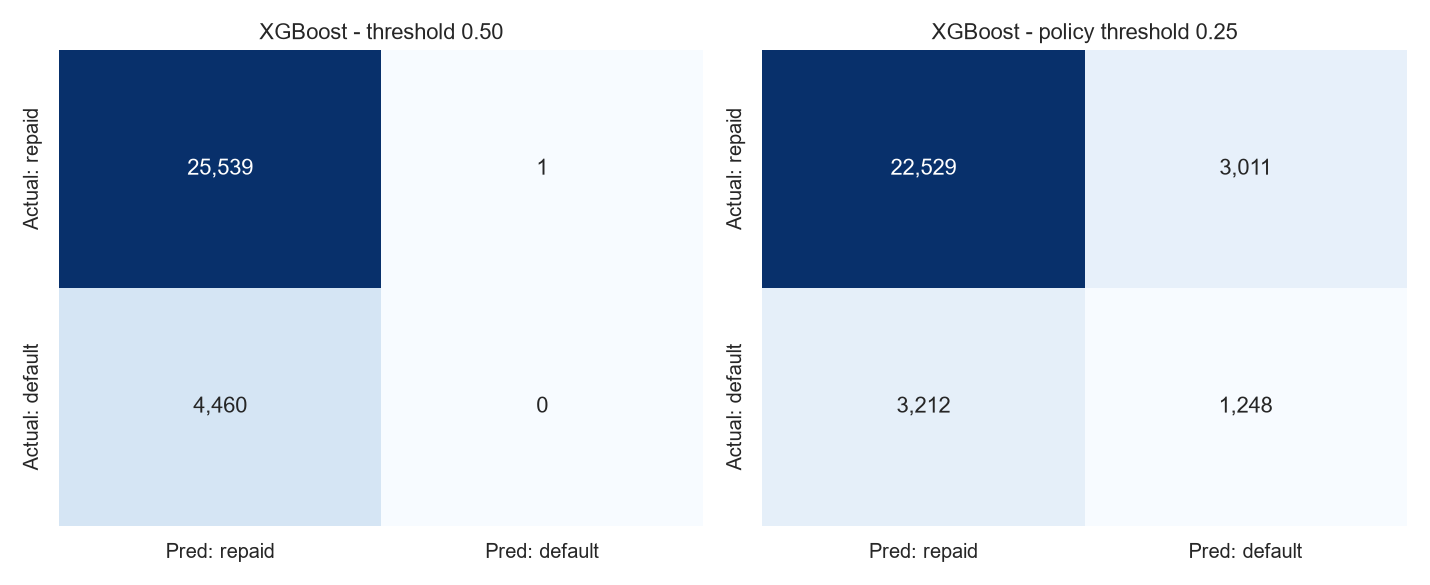 XGBoost - threshold 0.50
Actual: repaid
25,539
1
Actual: default
4,460
0
Pred: repaid
Pred: default
XGBoost - policy threshold 0.25
Actual: repaid
22,529
3,011
Actual: default
3,212
1,248
Pred: repaid
Pred: default